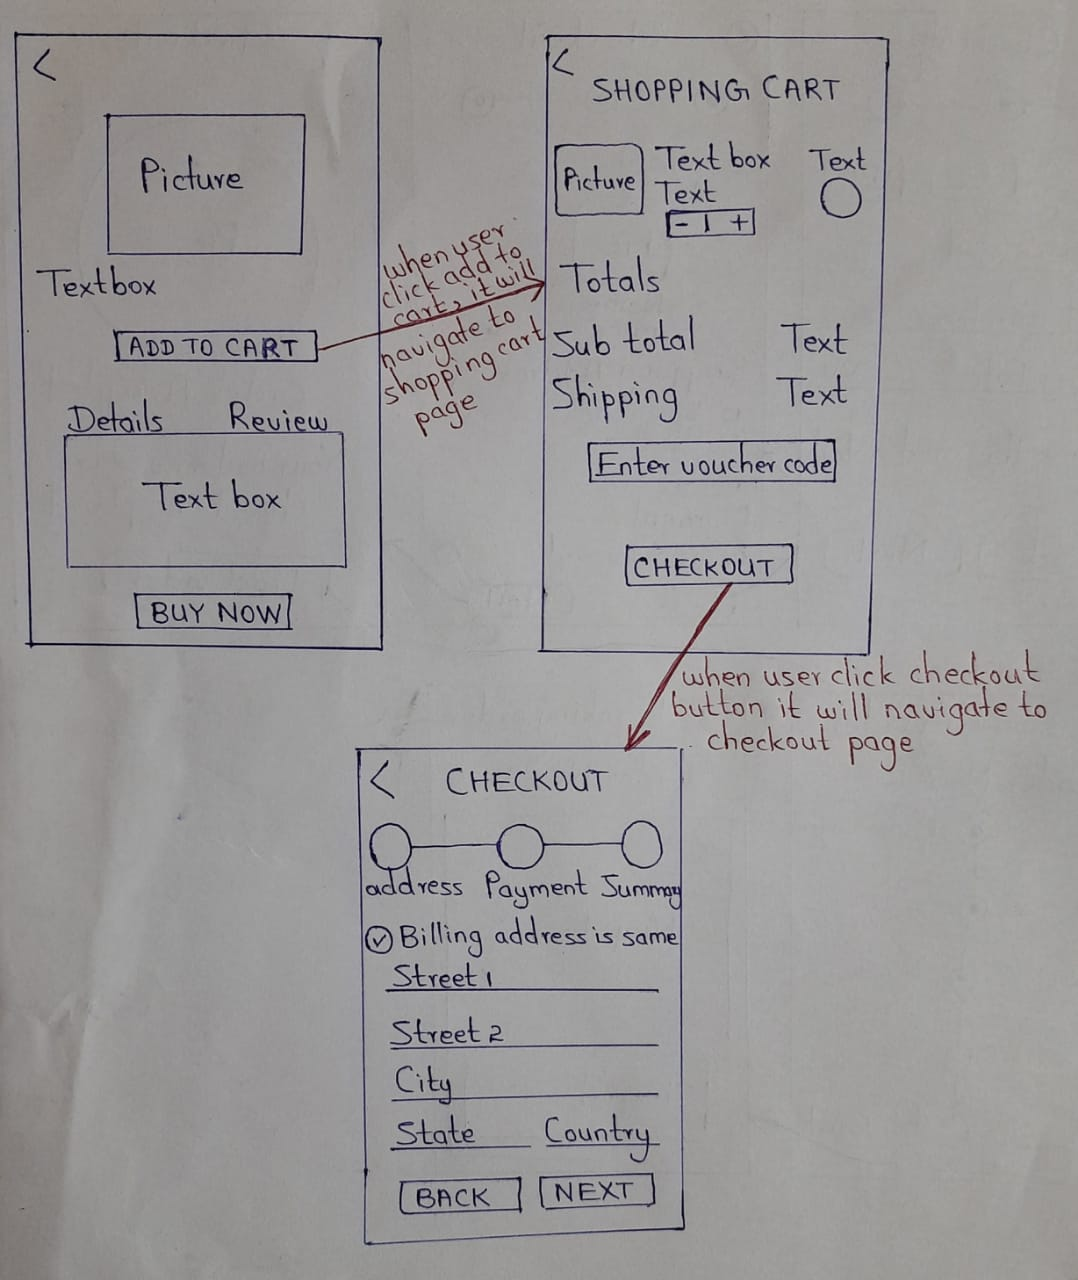 <
Picture
Textbox
ADD TO CART
Details Review
Text box
BUY NOW
when user
click add to
cart, it will
navigate to
shopping cart
page
<
SHOPPING CART
Picture
Text box Text
Text
- 1 +
Totals
Sub total Text
Shipping Text
Enter voucher code
CHECKOUT
when user click checkout
button it will navigate to
checkout page
< CHECKOUT
address Payment Summay
Billing address is same
Street 1
Street 2
City
State Country
BACK NEXT